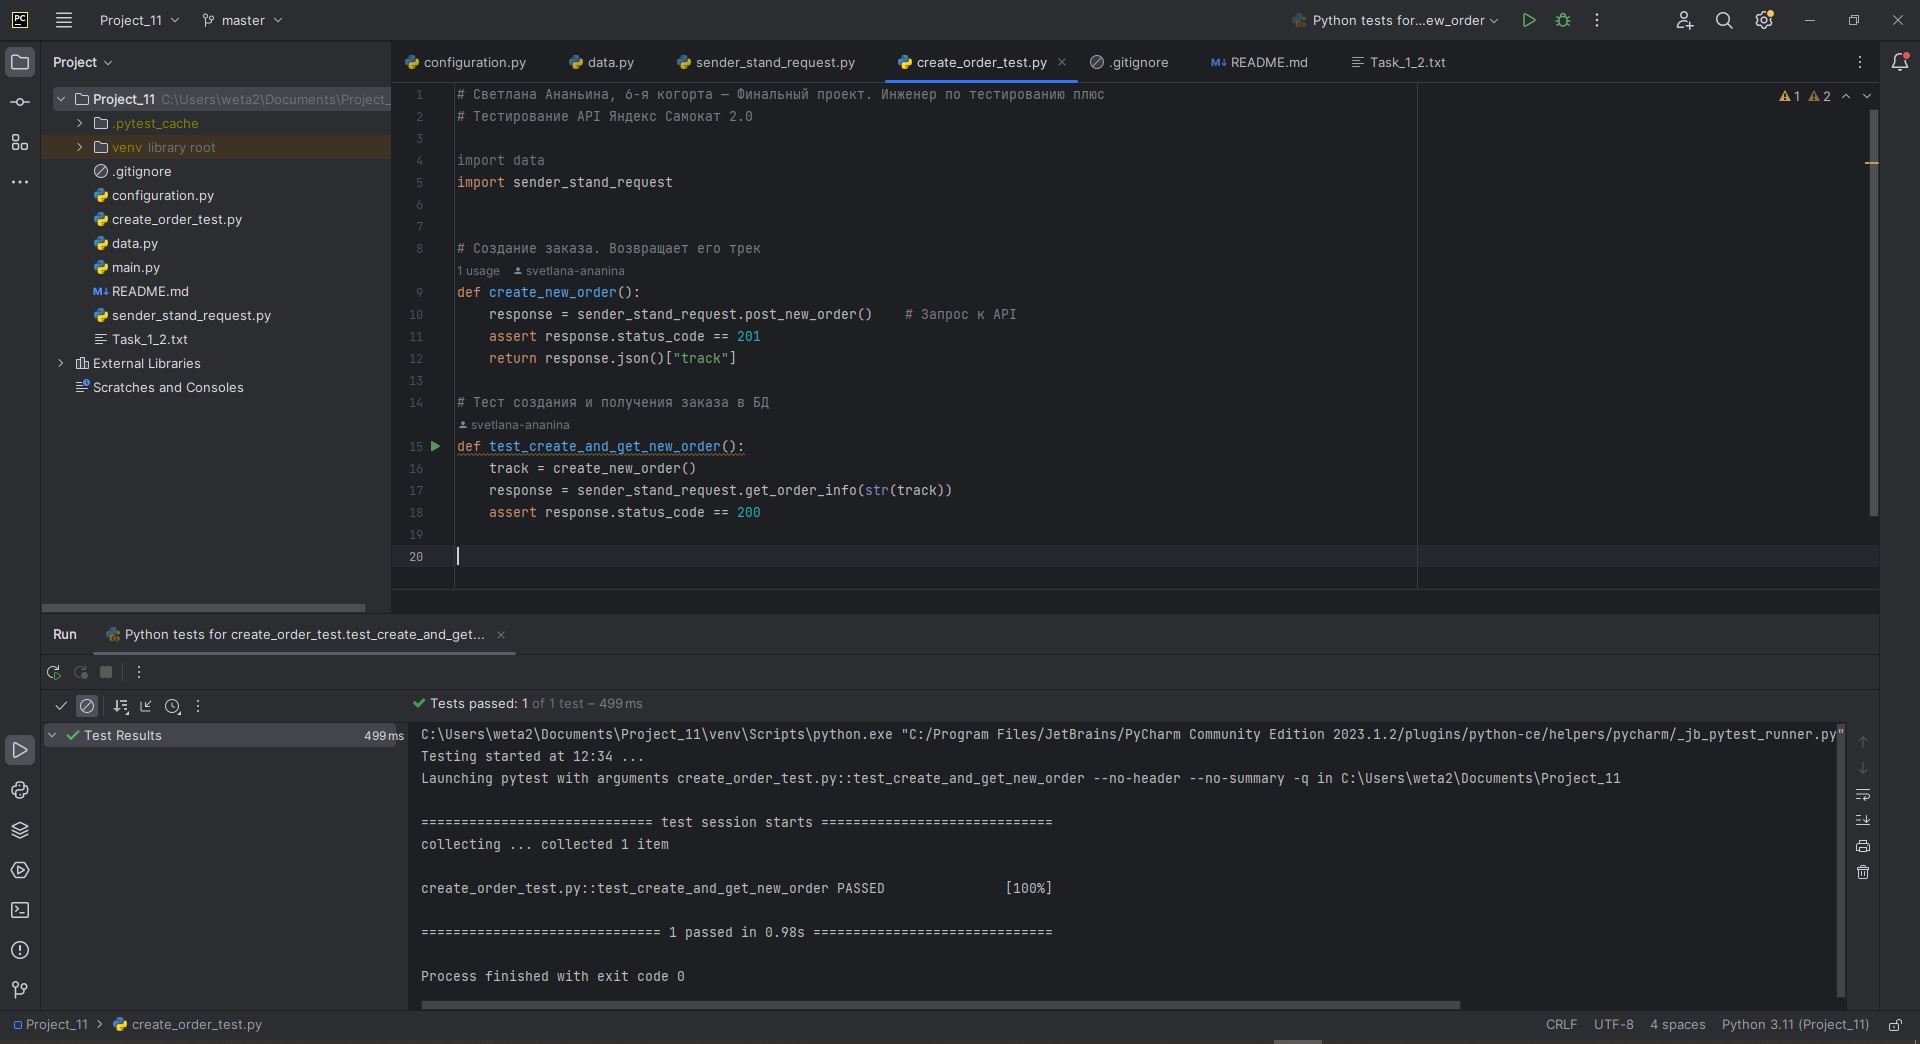 PC Project_11 master Python tests for...ew_order
Project
configuration.py data.py sender_stand_request.py create_order_test.py .gitignore M↓ README.md Task_1_2.txt
Project_11 C:\Users\weta2\Documents\Project_
.pytest_cache
venv library root
.gitignore
configuration.py
create_order_test.py
data.py
main.py
M↓ README.md
sender_stand_request.py
Task_1_2.txt
External Libraries
Scratches and Consoles
1 # Светлана Ананьина, 6-я когорта — Финальный проект. Инженер по тестированию плюс
1 2
2 # Тестирование API Яндекс Самокат 2.0
3
4 import data
5 import sender_stand_request
6
7
8 # Создание заказа. Возвращает его трек
1 usage svetlana-ananina
9 def create_new_order():
10 response = sender_stand_request.post_new_order() # Запрос к API
11 assert response.status_code == 201
12 return response.json()["track"]
13
14 # Тест создания и получения заказа в БД
svetlana-ananina
15 def test_create_and_get_new_order():
16 track = create_new_order()
17 response = sender_stand_request.get_order_info(str(track))
18 assert response.status_code == 200
19
20
Run Python tests for create_order_test.test_create_and_get...
Tests passed: 1 of 1 test – 499 ms
Test Results 499 ms
C:\Users\weta2\Documents\Project_11\venv\Scripts\python.exe "C:/Program Files/JetBrains/PyCharm Community Edition 2023.1.2/plugins/python-ce/helpers/pycharm/_jb_pytest_runner.py"
Testing started at 12:34 ...
Launching pytest with arguments create_order_test.py::test_create_and_get_new_order --no-header --no-summary -q in C:\Users\weta2\Documents\Project_11
============================= test session starts =============================
collecting ... collected 1 item
create_order_test.py::test_create_and_get_new_order PASSED [100%]
============================== 1 passed in 0.98s ==============================
Process finished with exit code 0
Project_11 create_order_test.py CRLF UTF-8 4 spaces Python 3.11 (Project_11)